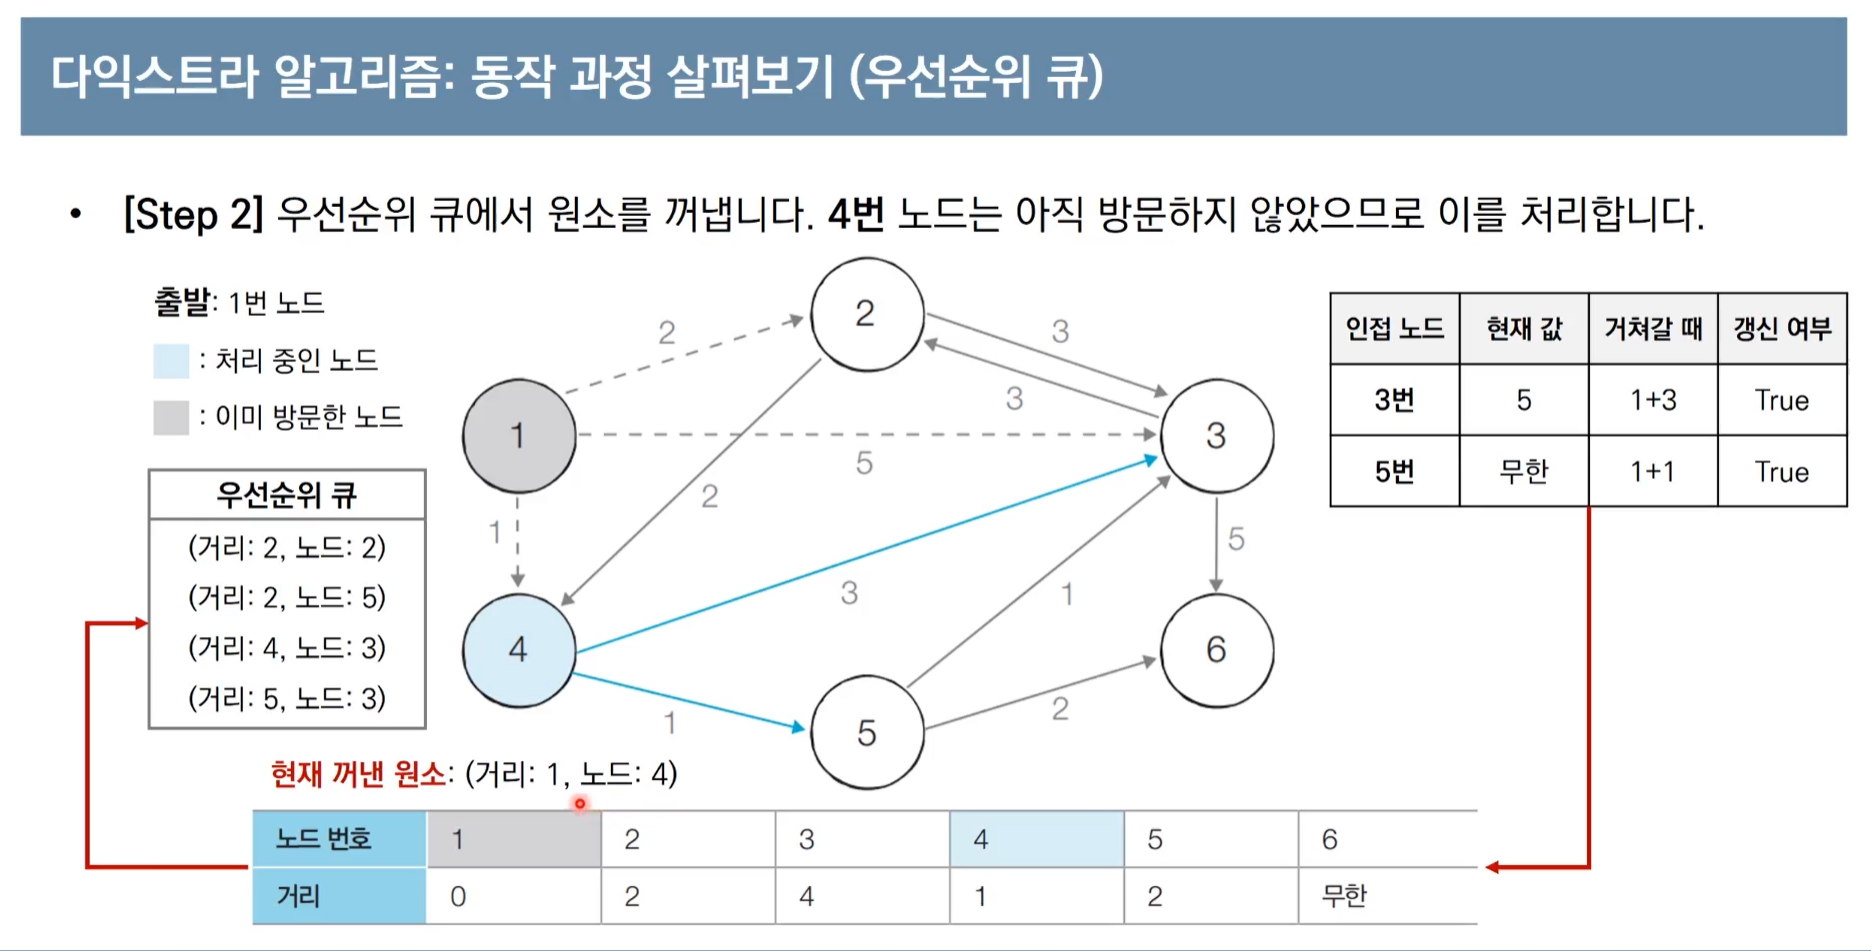 다익스트라 알고리즘: 동작 과정 살펴보기 (우선순위 큐)
• [Step 2] 우선순위 큐에서 원소를 꺼냅니다. 4번 노드는 아직 방문하지 않았으므로 이를 처리합니다.
출발: 1번 노드
: 처리 중인 노드
: 이미 방문한 노드
우선순위 큐
(거리: 2, 노드: 2)
(거리: 2, 노드: 5)
(거리: 4, 노드: 3)
(거리: 5, 노드: 3)
2
2
3
3
1
3
5
2
1
5
3
1
4
6
1
2
5
인접 노드 현재 값 거쳐갈 때 갱신 여부
3번 5 1+3 True
5번 무한 1+1 True
현재 꺼낸 원소: (거리: 1, 노드: 4)
노드 번호 1 2 3 4 5 6
거리 0 2 4 1 2 무한